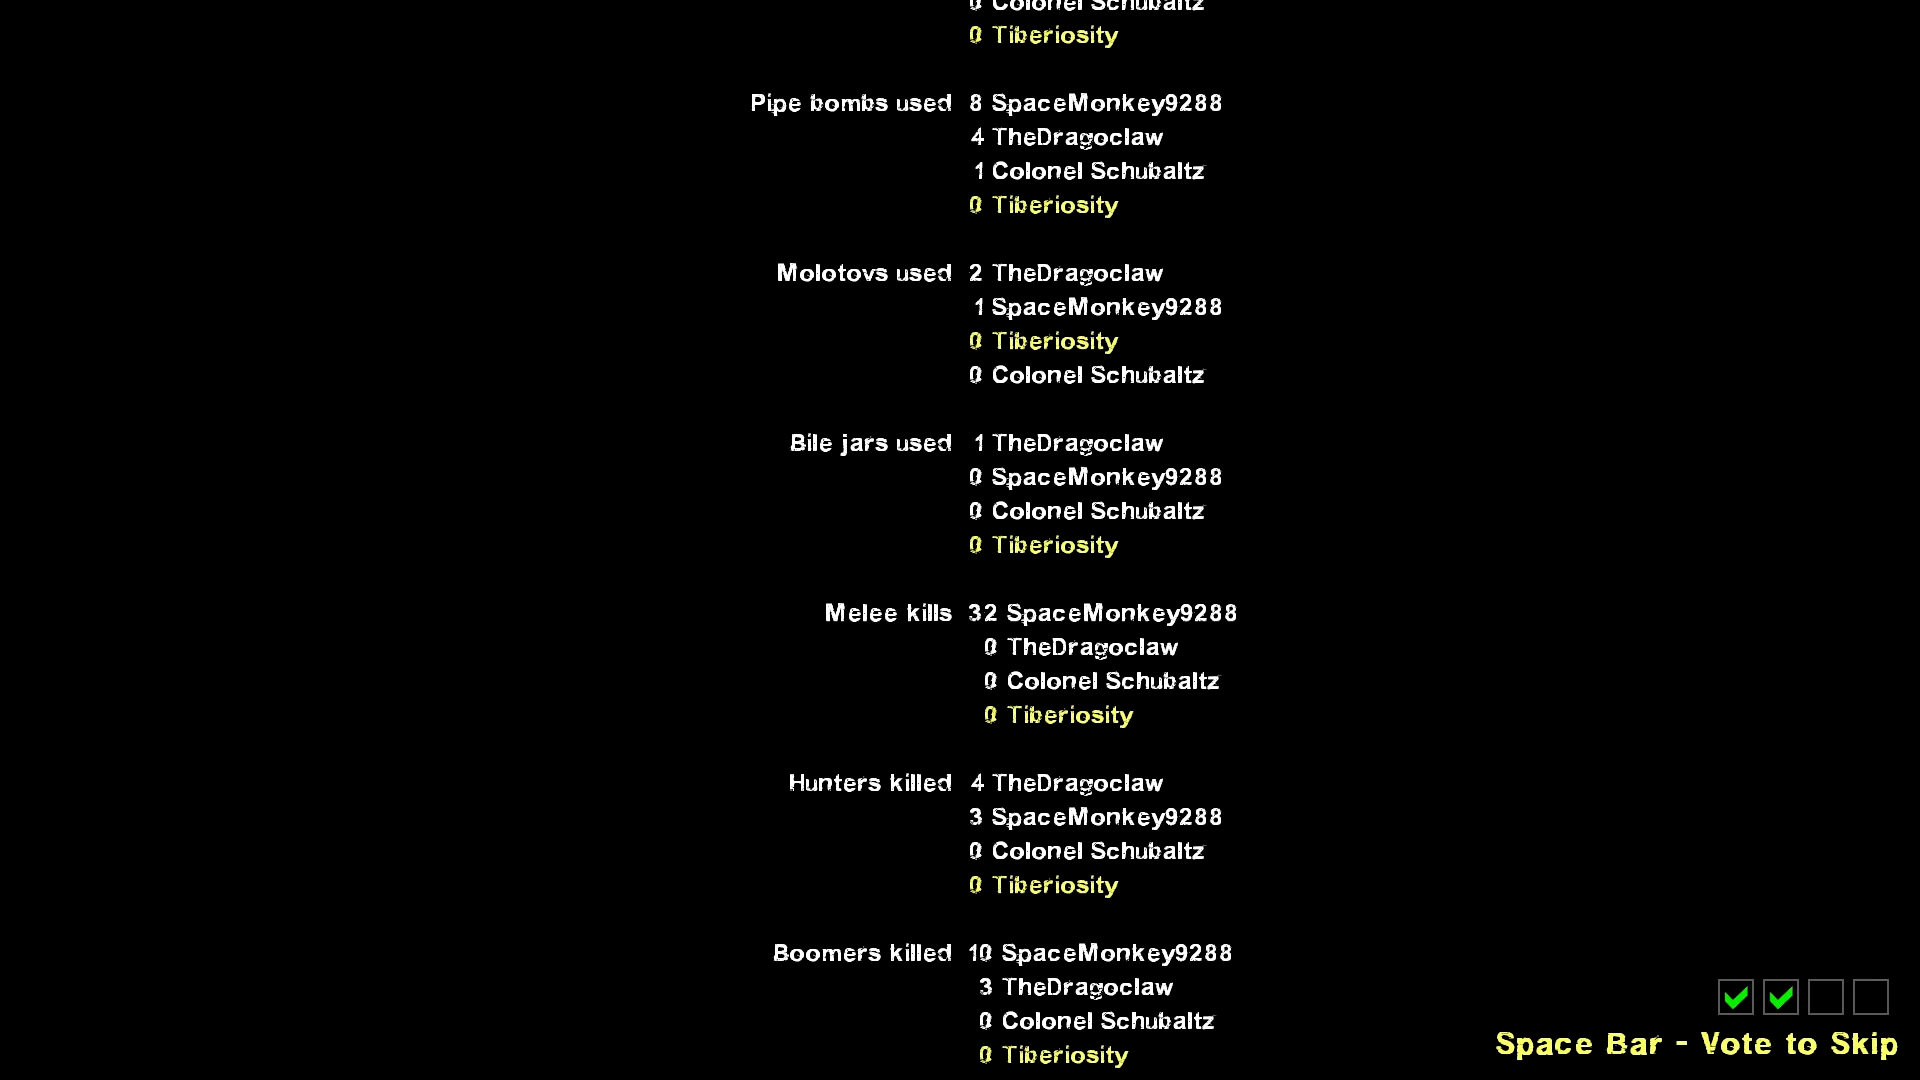 0 Colonel Schubaltz
0 Tiberiosity
Pipe bombs used 8 SpaceMonkey9288
4 TheDragoclaw
1 Colonel Schubaltz
0 Tiberiosity
Molotovs used 2 TheDragoclaw
1 SpaceMonkey9288
0 Tiberiosity
0 Colonel Schubaltz
Bile jars used 1 TheDragoclaw
0 SpaceMonkey9288
0 Colonel Schubaltz
0 Tiberiosity
Melee kills 32 SpaceMonkey9288
0 TheDragoclaw
0 Colonel Schubaltz
0 Tiberiosity
Hunters killed 4 TheDragoclaw
3 SpaceMonkey9288
0 Colonel Schubaltz
0 Tiberiosity
Boomers killed 10 SpaceMonkey9288
3 TheDragoclaw
0 Colonel Schubaltz
0 Tiberiosity
Space Bar - Vote to Skip